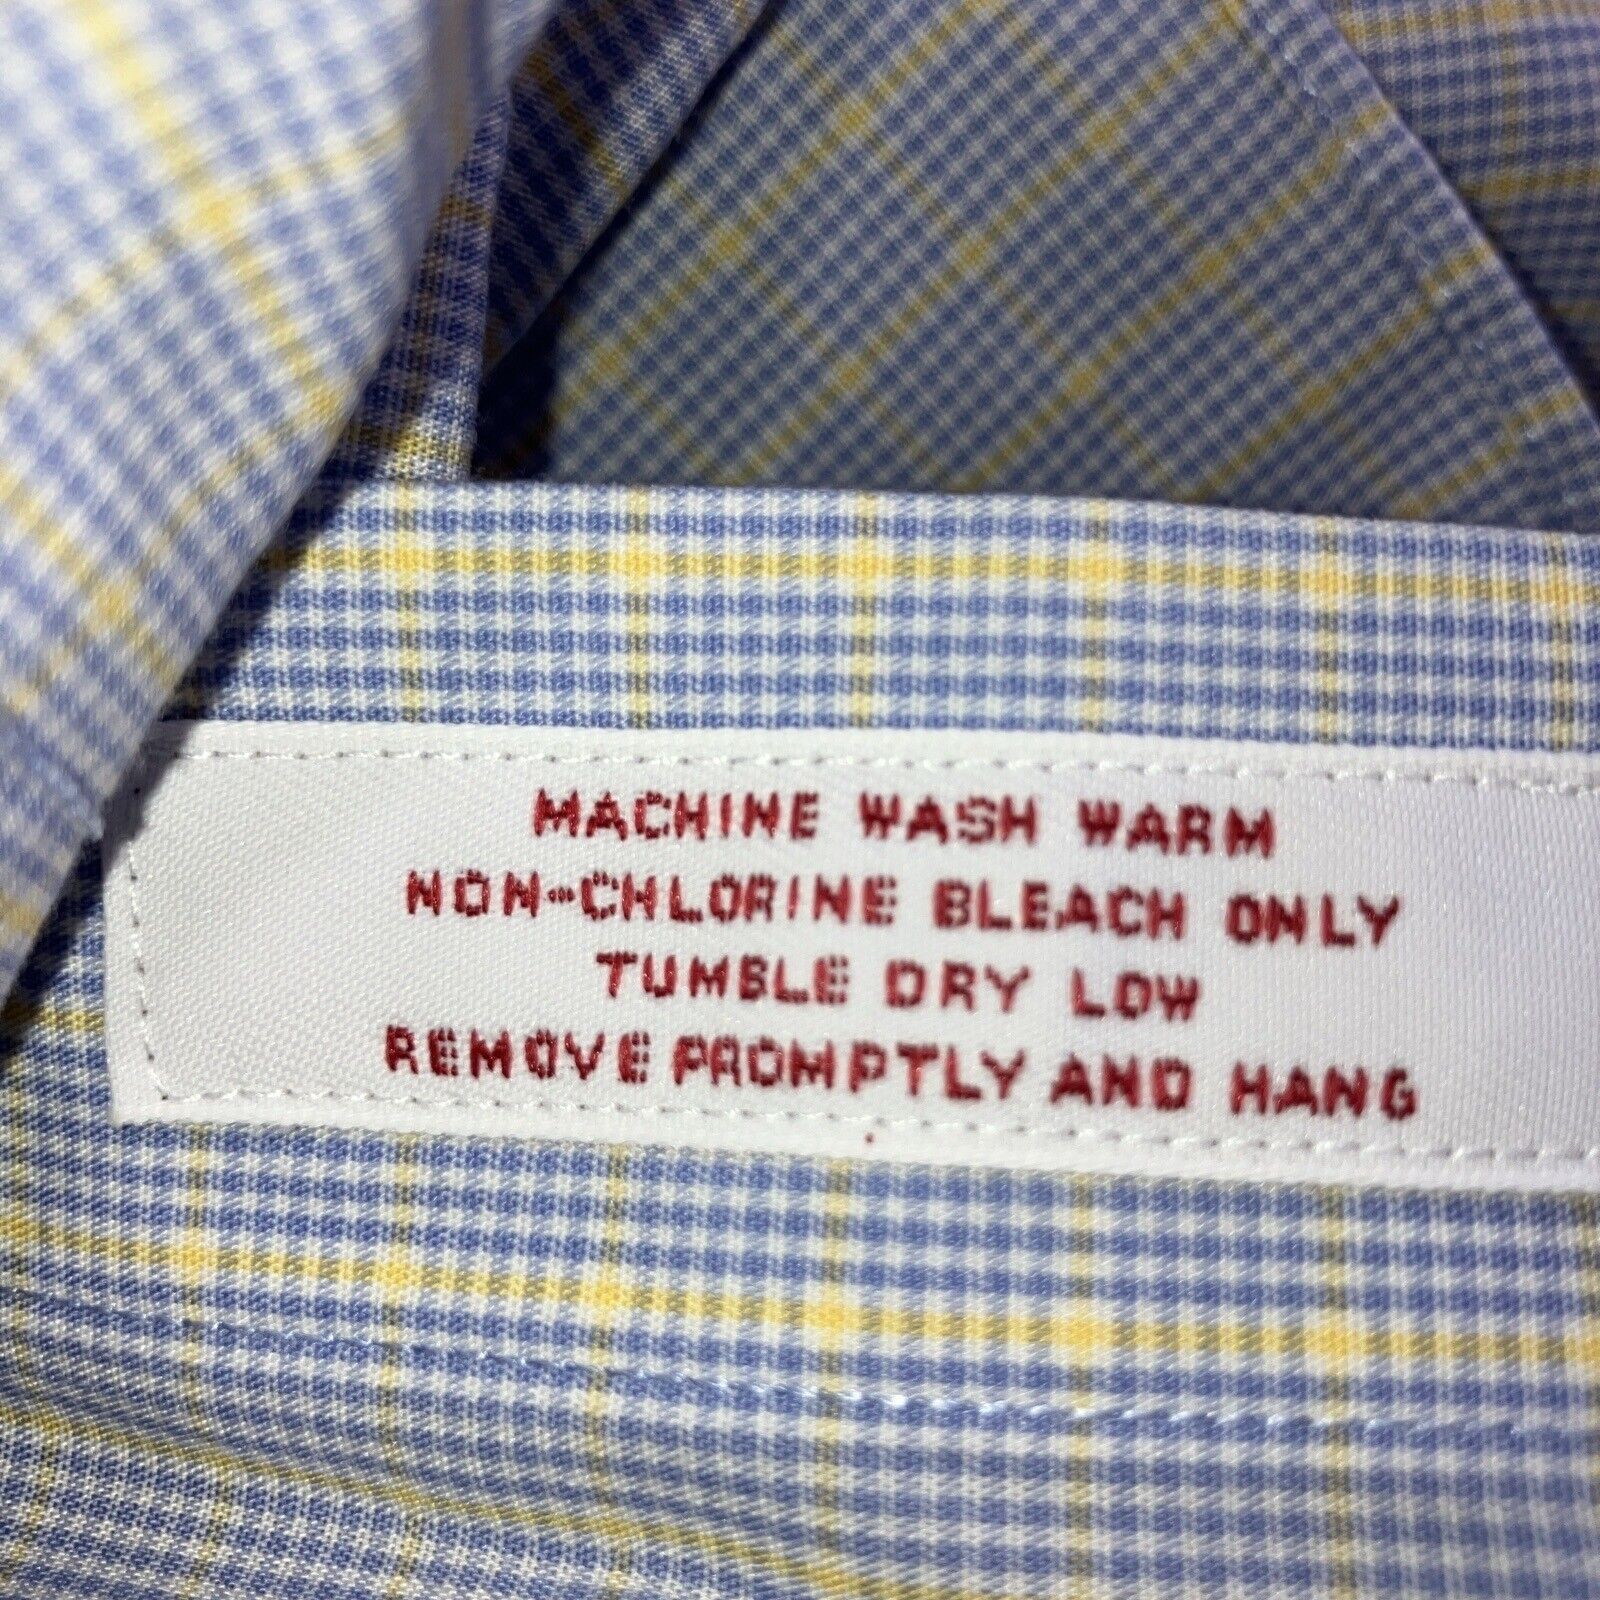 MACHINE WASH WARM
NON-CHLORINE BLEACH ONLY
TUMBLE DRY LOW
REMOVE PROMPTLY AND HANG